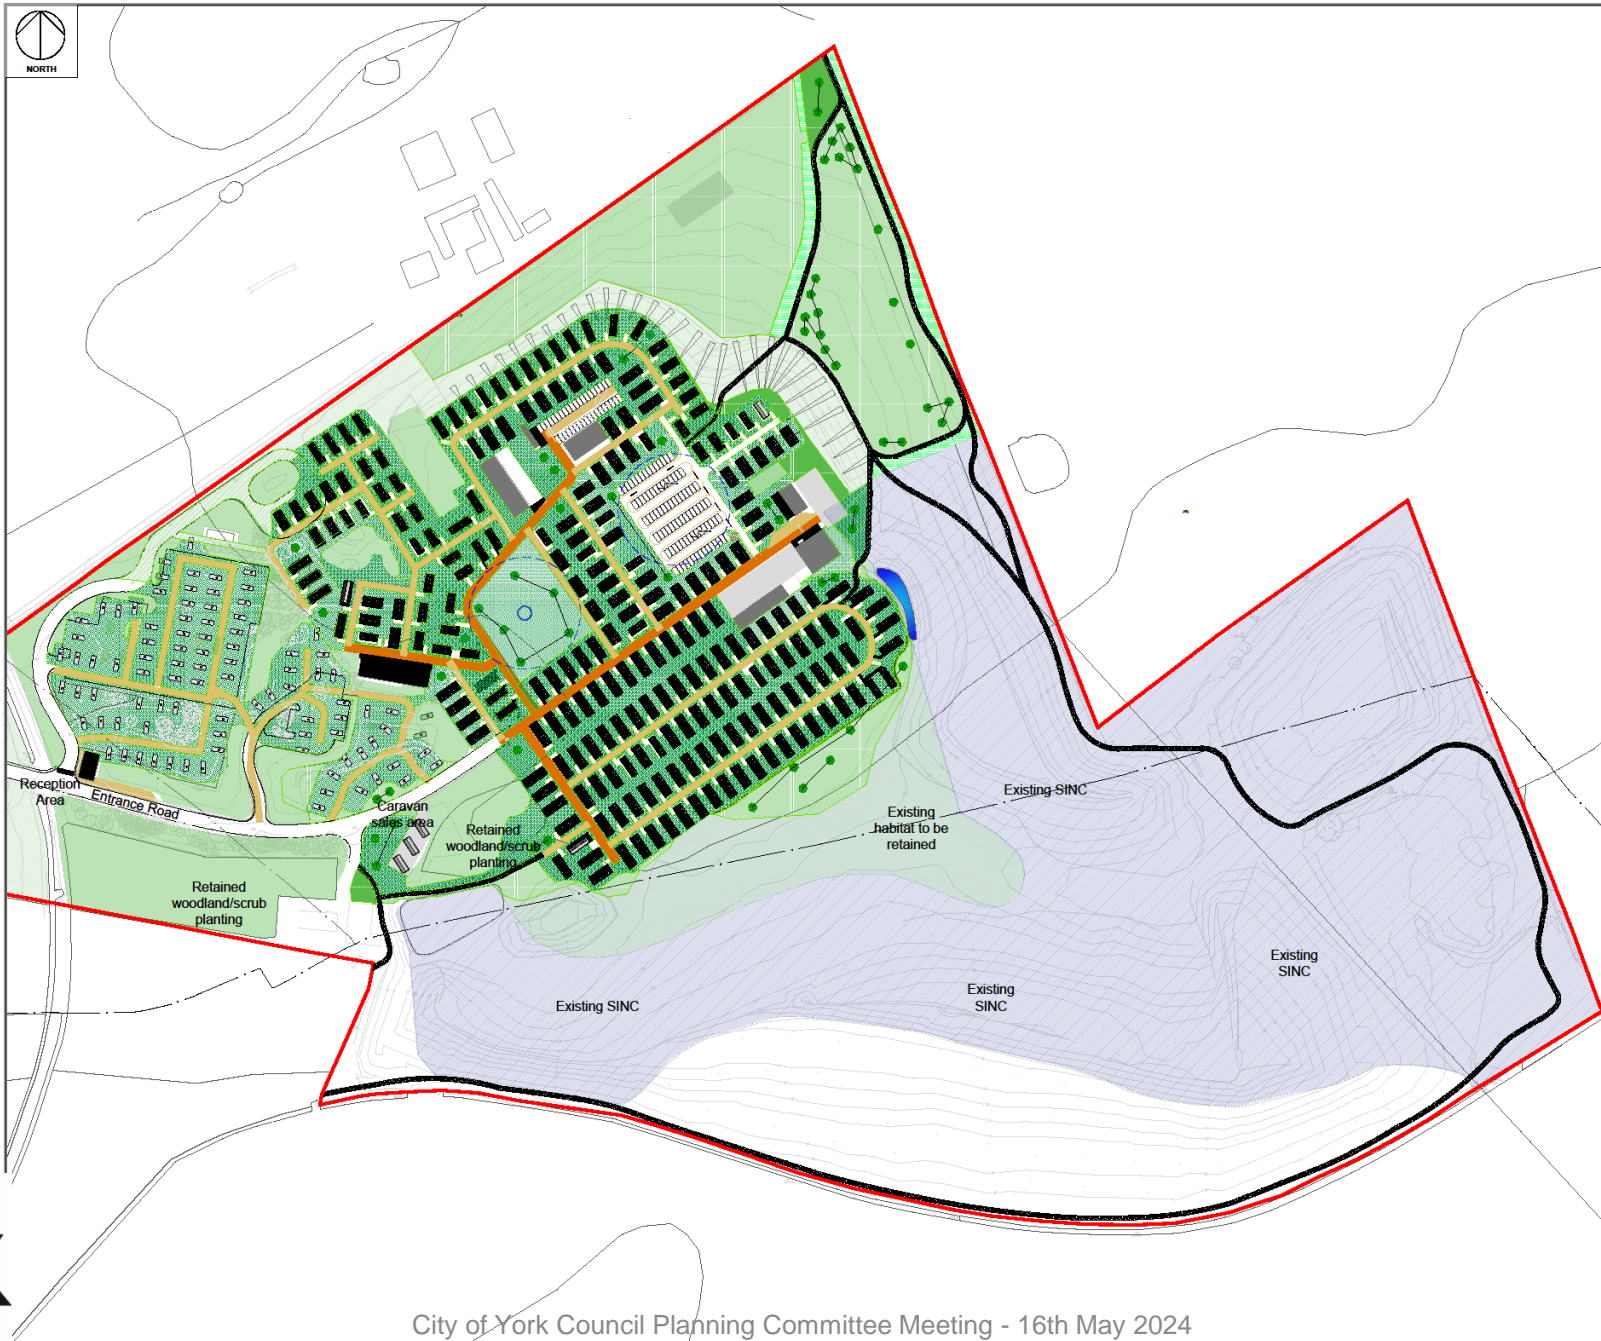 NORTH
Reception
Area
Entrance Road
Caravan
sales area
Retained
woodland/scrub
planting
Retained
woodland/scrub
planting
Existing SINC
Existing
habitat to be
retained
Existing
SINC
Existing
SINC
Existing SINC
City of York Council Planning Committee Meeting - 16th May 2024